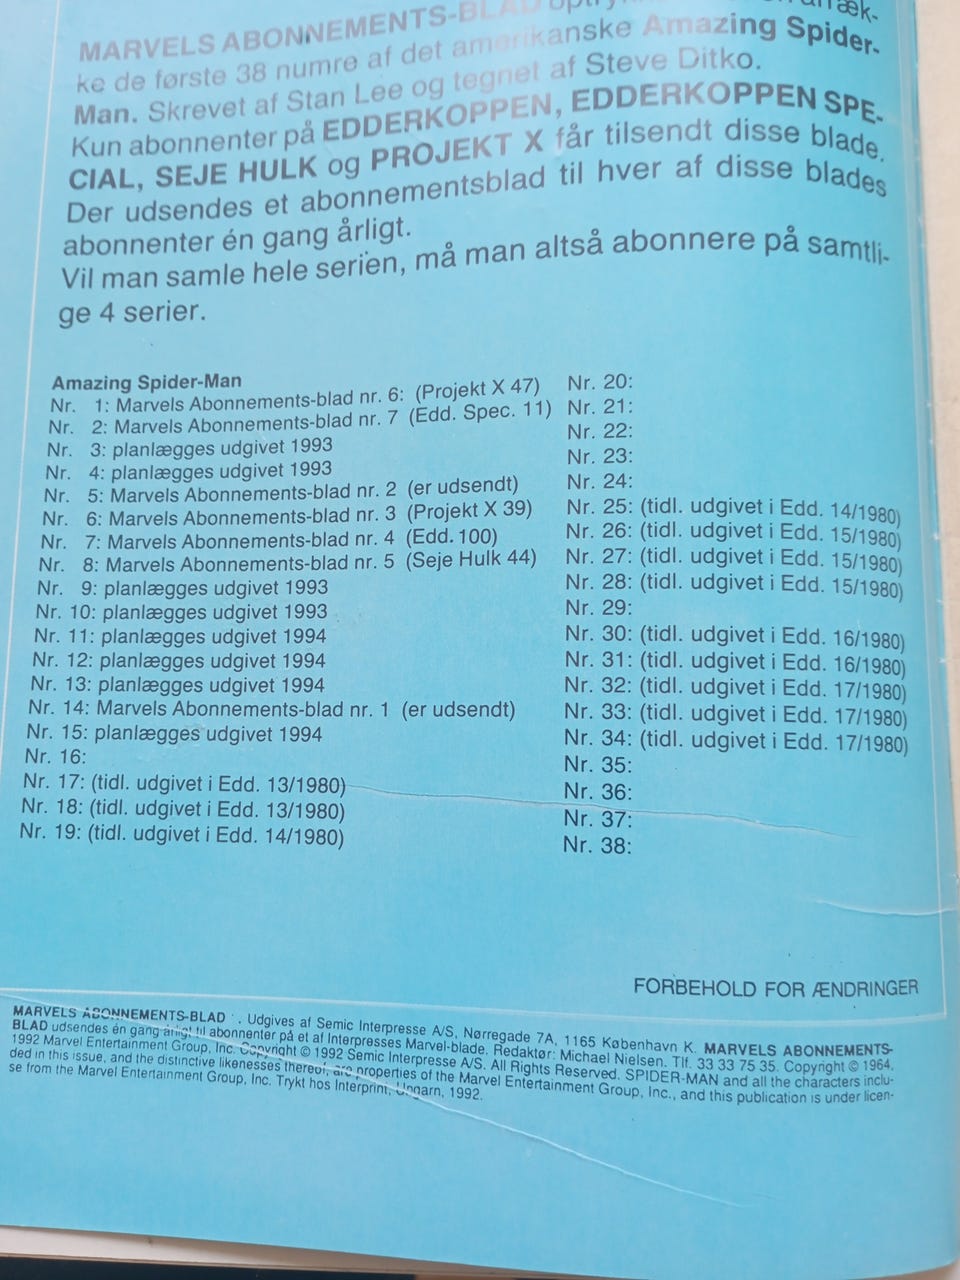 MARVELS ABONNEMENTS-BLAD
ke de første 38 numre af det amerikanske Amazing Spider-
Man. Skrevet af Stan Lee og tegnet af Steve Ditko.
Kun abonnenter på EDDERKOPPEN, EDDERKOPPEN SPE-
CIAL, SEJE HULK og PROJEKT X får tilsendt disse blade.
Der udsendes et abonnementsblad til hver af disse blades
abonnenter én gang årligt.
Vil man samle hele serien, må man altså abonnere på samtli-
ge 4 serier.
Amazing Spider-Man
Nr. 1: Marvels Abonnements-blad nr. 6: (Projekt X 47)
Nr. 2: Marvels Abonnements-blad nr. 7 (Edd. Spec. 11)
Nr. 3: planlægges udgivet 1993
Nr. 4: planlægges udgivet 1993
Nr. 5: Marvels Abonnements-blad nr. 2 (er udsendt)
Nr. 6: Marvels Abonnements-blad nr. 3 (Projekt X 39)
Nr. 7: Marvels Abonnements-blad nr. 4 (Edd. 100)
Nr. 8: Marvels Abonnements-blad nr. 5 (Seje Hulk 44)
Nr. 9: planlægges udgivet 1993
Nr. 10: planlægges udgivet 1993
Nr. 11: planlægges udgivet 1994
Nr. 12: planlægges udgivet 1994
Nr. 13: planlægges udgivet 1994
Nr. 14: Marvels Abonnements-blad nr. 1 (er udsendt)
Nr. 15: planlægges udgivet 1994
Nr. 16:
Nr. 17: (tidl. udgivet i Edd. 13/1980)
Nr. 18: (tidl. udgivet i Edd. 13/1980)
Nr. 19: (tidl. udgivet i Edd. 14/1980)
Nr. 20:
Nr. 21:
Nr. 22:
Nr. 23:
Nr. 24:
Nr. 25: (tidl. udgivet i Edd. 14/1980)
Nr. 26: (tidl. udgivet i Edd. 15/1980)
Nr. 27: (tidl. udgivet i Edd. 15/1980)
Nr. 28: (tidl. udgivet i Edd. 15/1980)
Nr. 29:
Nr. 30: (tidl. udgivet i Edd. 16/1980)
Nr. 31: (tidl. udgivet i Edd. 16/1980)
Nr. 32: (tidl. udgivet i Edd. 17/1980)
Nr. 33: (tidl. udgivet i Edd. 17/1980)
Nr. 34: (tidl. udgivet i Edd. 17/1980)
Nr. 35:
Nr. 36:
Nr. 37:
Nr. 38:
FORBEHOLD FOR ÆNDRINGER
MARVELS ABONNEMENTS-BLAD. Udgives af Semic Interpresse A/S, Nørregade 7A, 1165 København K. MARVELS ABONNEMENTS-
BLAD udsendes én gang årligt til abonnenter på et af Interpresses Marvel-blade. Redaktør: Michael Nielsen. Tlf. 33 33 75 35. Copyright © 1964,
1992 Marvel Entertainment Group, Inc. Copyright © 1992 Semic Interpresse A/S. All Rights Reserved. SPIDER-MAN and all the characters inclu-
ded in this issue, and the distinctive likenesses thereof, are properties of the Marvel Entertainment Group, Inc., and this publication is under licen-
se from the Marvel Entertainment Group, Inc. Trykt hos Interprint, Ungarn, 1992.